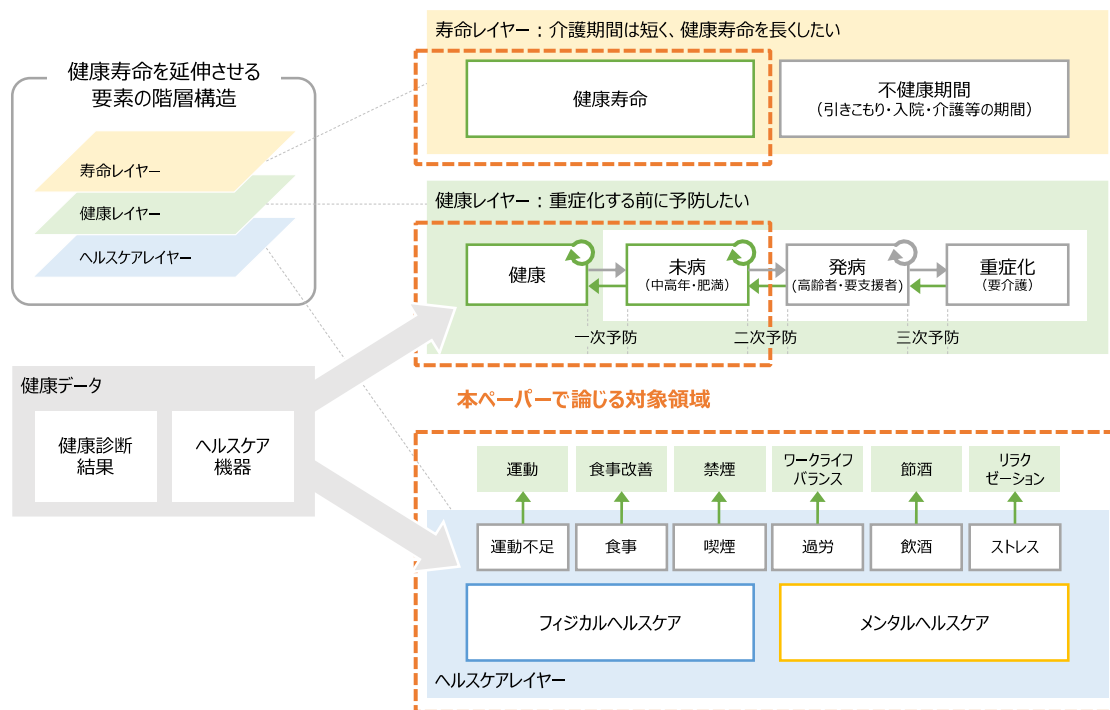 健康寿命を延伸させる
要素の階層構造
寿命レイヤー
健康レイヤー
ヘルスケアレイヤー
健康データ
健康診断
結果
ヘルスケア
機器
寿命レイヤー：介護期間は短く、健康寿命を長くしたい
健康寿命
不健康期間
（引きこもり・入院・介護等の期間）
健康レイヤー：重症化する前に予防したい
健康
未病
（中高年・肥満）
発病
（高齢者・要支援者）
重症化
（要介護）
一次予防
二次予防
三次予防
本ペーパーで論じる対象領域
運動
食事改善
禁煙
ワークライフ
バランス
節酒
リラク
ゼーション
運動不足
食事
喫煙
過労
飲酒
ストレス
フィジカルヘルスケア
メンタルヘルスケア
ヘルスケアレイヤー